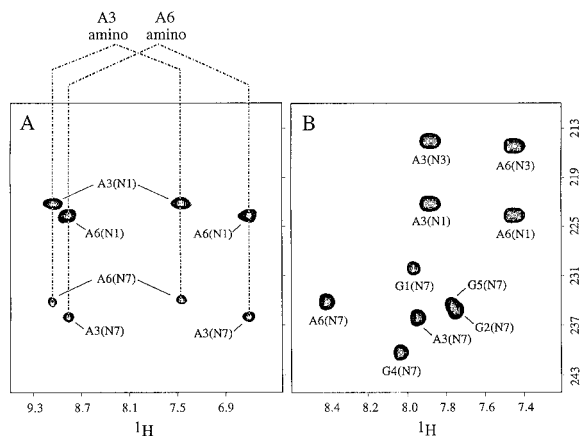 A3
amino
A6
amino
A
A3(N1)
A6(N1)
A6(N1)
A6(N7)
A3(N7)
A3(N7)
9.3
8.7
8.1
7.5
6.9
1H
B
A3(N3)
A6(N3)
A3(N1)
A6(N1)
G1(N7)
G5(N7)
A6(N7)
G2(N7)
A3(N7)
G4(N7)
213
219
225
231
237
243
8.4
8.0
7.8
7.6
7.4
1H